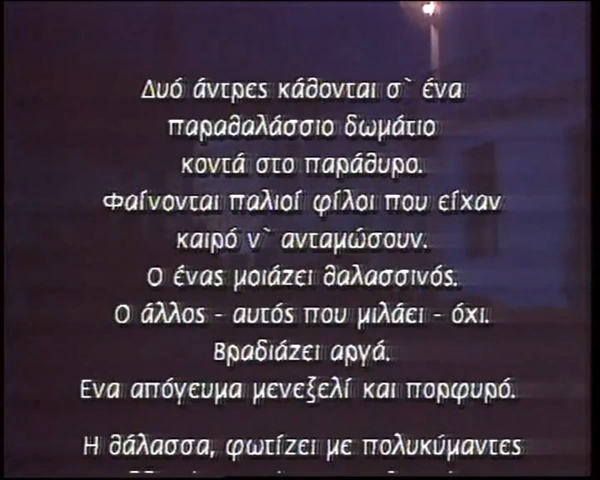 Δυό άντρες κάθονται σ` ένα
παραθαλάσσιο δωμάτιο
κοντά στο παράθυρο.
Φαίνονται παλιοί φίλοι που είχαν
καιρό ν` ανταμώσουν.
Ο ένας μοιάζει θαλασσινός.
Ο άλλος - αυτός που μιλάει - όχι.
Βραδιάζει αργά.
Ενα απόγευμα μενεξελί και πορφυρό.
Η θάλασσα, φωτίζει με πολυκύμαντες